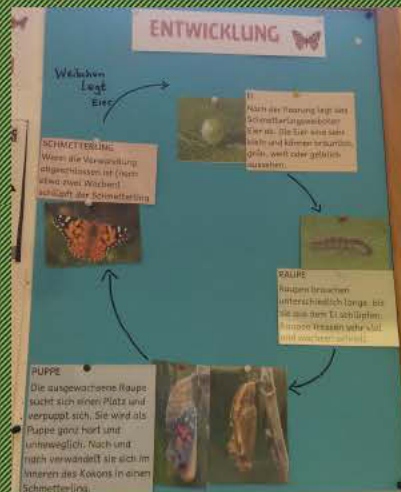 ENTWICKLUNG
Weibchen
legt
Eier
EI
Nach der Paarung legt das
Schmetterlingsweibchen
Eier ab. Die Eier sind sehr
klein und können bräunlich,
grün, weiß oder gelblich
aussehen.
RAUPE
Raupen brauchen
unterschiedlich lange, bis
sie aus dem Ei schlüpfen.
Raupen fressen sehr viel
und wachsen schnell.
PUPPE
Die ausgewachsene Raupe
sucht sich einen Platz und
verpuppt sich. Sie wird als
Puppe ganz hart und
unbeweglich. Nach und
nach verwandelt sie sich im
Inneren des Kokons in einen
Schmetterling.
SCHMETTERLING
Wenn die Verwandlung
abgeschlossen ist (nach
etwa zwei Wochen)
schlüpft der Schmetterling